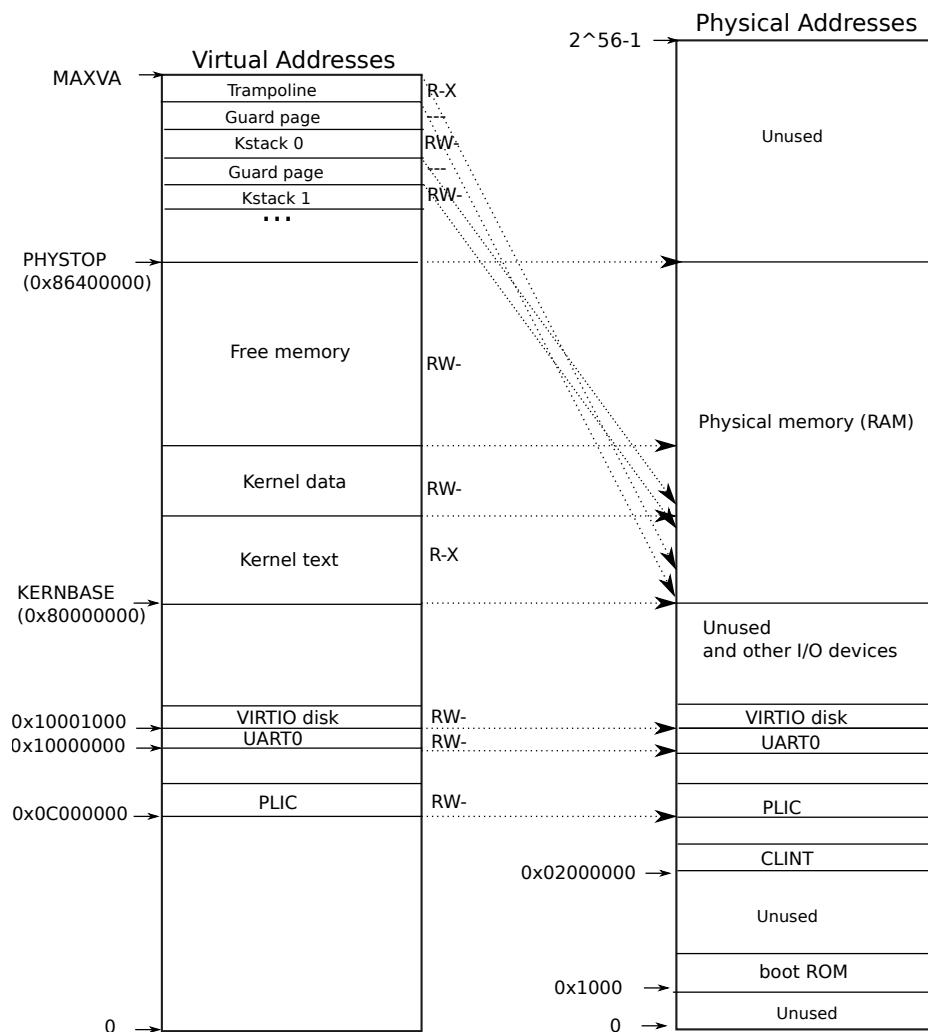 Physical Addresses
2^56-1
Virtual Addresses
MAXVA
Trampoline
R-X
Guard page
---
Kstack 0
RW-
Guard page
---
Kstack 1
RW-
...
Unused
PHYSTOP
(0x86400000)
Free memory
RW-
Physical memory (RAM)
Kernel data
RW-
Kernel text
R-X
KERNBASE
(0x80000000)
Unused
and other I/O devices
0x10001000
VIRTIO disk
RW-
VIRTIO disk
0x10000000
UART0
RW-
UART0
0x0C000000
PLIC
RW-
PLIC
CLINT
0x02000000
Unused
boot ROM
0x1000
Unused
0
0